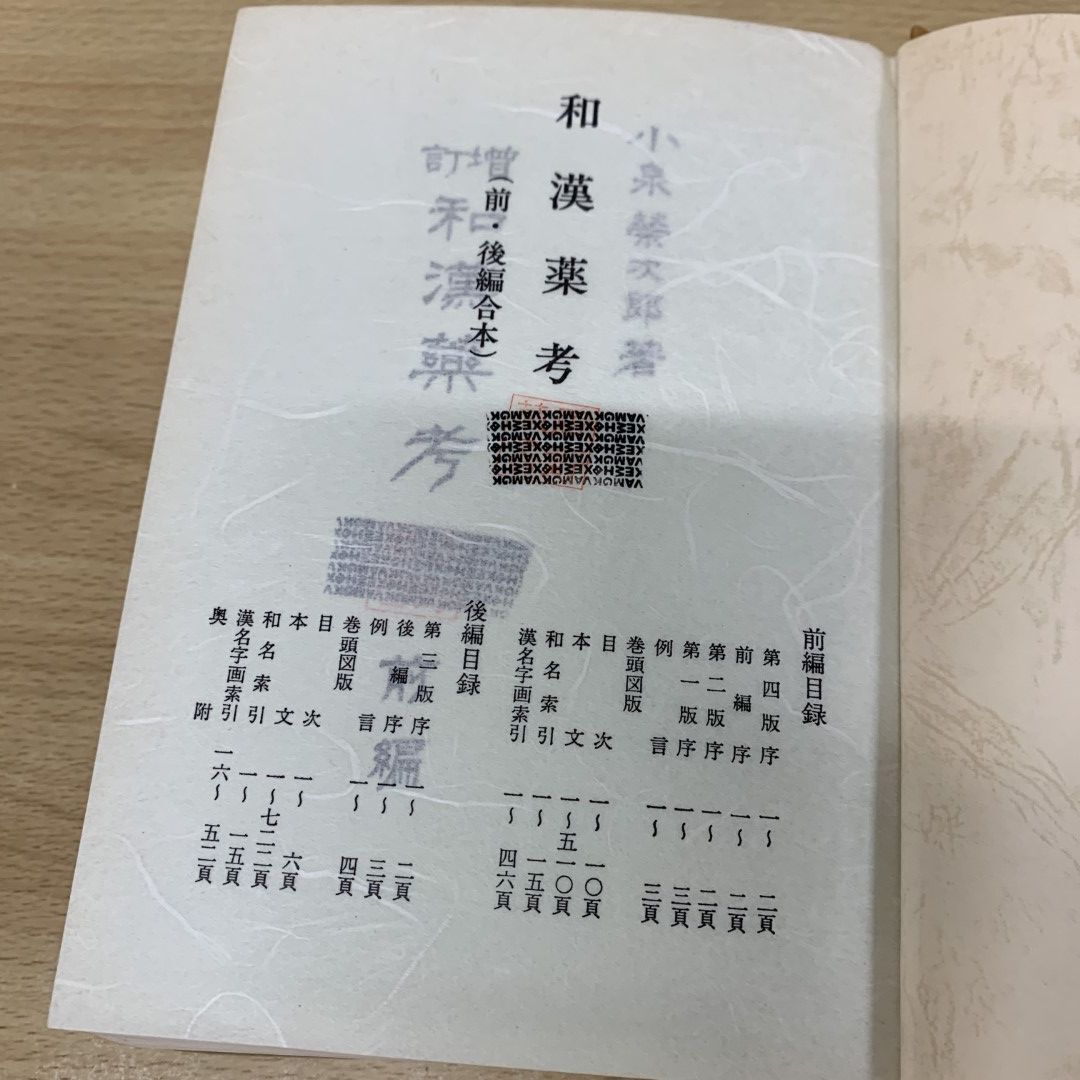 小泉榮次郎著
和漢薬考
(前・後編合本)
增訂
和漢藥考
前編
前編目録
第四版序 一〜二頁
前編序 一〜二頁
第二版序 一〜二頁
第一版序 一〜三頁
例言 一〜三頁
巻頭図版
目次 一〜一〇頁
本文 一〜五一〇頁
和名索引 一〜一五頁
漢名字画索引 一〜四六頁
後編目録
第三版序 一〜二頁
後編序 一〜三頁
例言 一〜四頁
巻頭図版
目次 一〜六頁
本文 一〜七二二頁
和名索引 一〜一五頁
漢名字画索引 一六〜五二頁
奥附